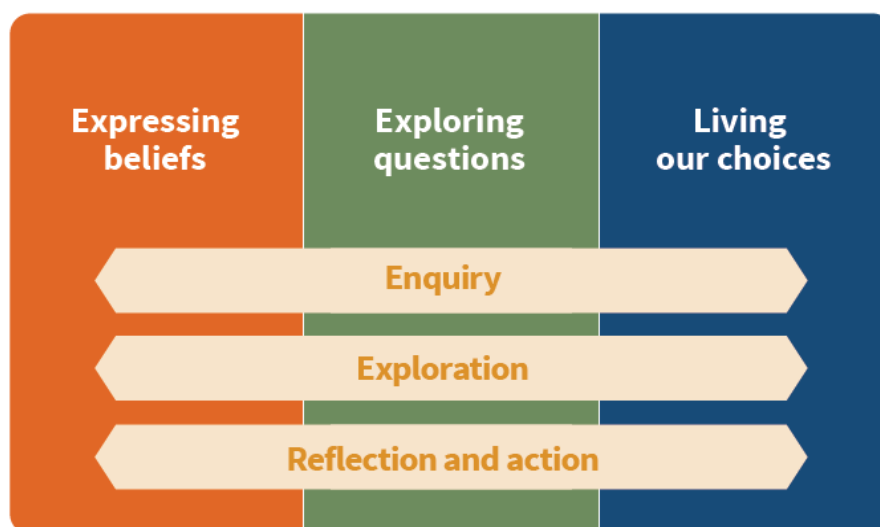 Expressing
beliefs
Exploring
questions
Living
our choices
Enquiry
Exploration
Reflection and action